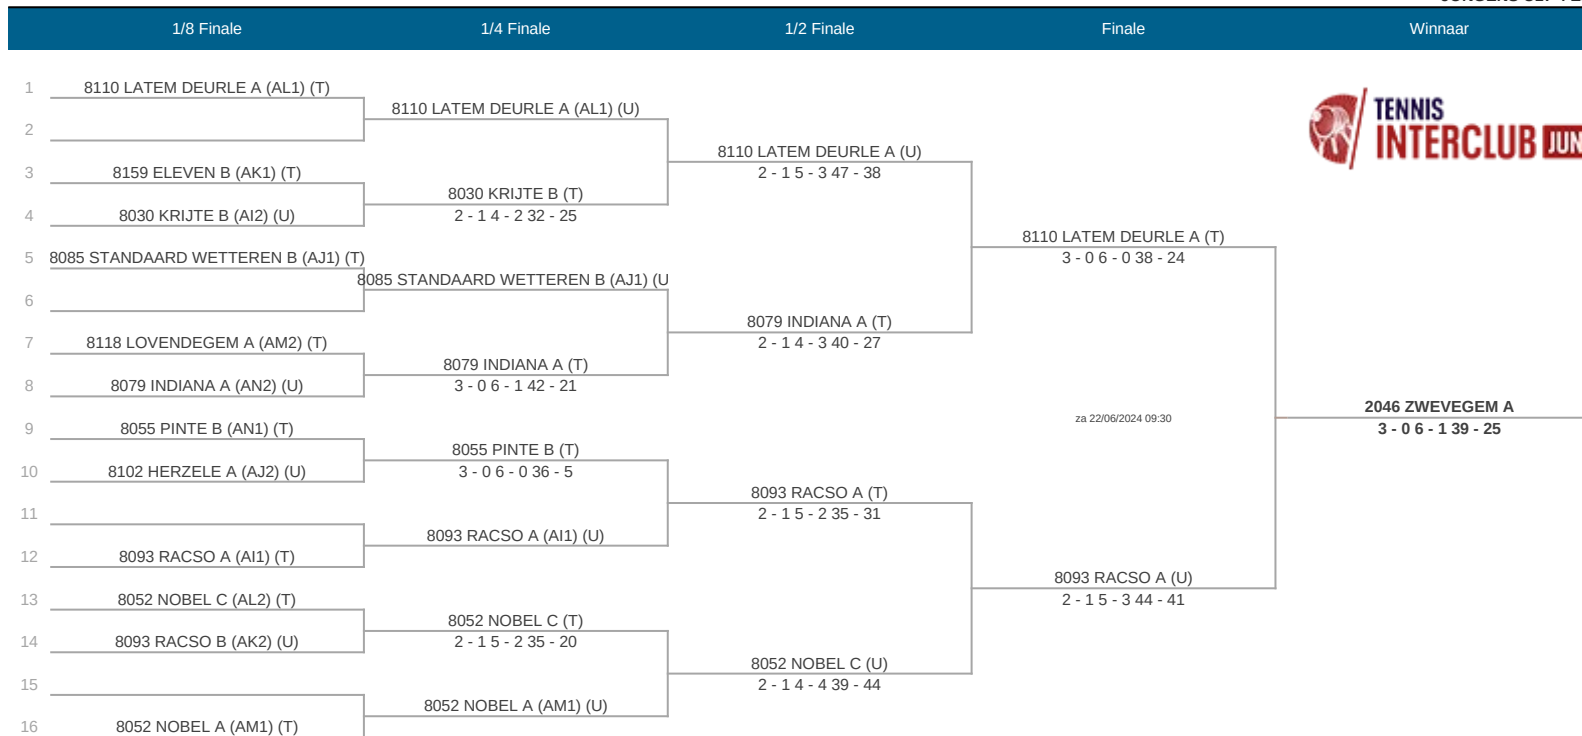 1/8 Finale 1/4 Finale 1/2 Finale Finale Winnaar
1 8110 LATEM DEURLE A (AL1) (T)
8110 LATEM DEURLE A (AL1) (U)
2
8110 LATEM DEURLE A (U)
2 - 1 5 - 3 47 - 38
3 8159 ELEVEN B (AK1) (T)
8030 KRIJTE B (T)
2 - 1 4 - 2 32 - 25
4 8030 KRIJTE B (AI2) (U)
8110 LATEM DEURLE A (T)
3 - 0 6 - 0 38 - 24
5 8085 STANDAARD WETTEREN B (AJ1) (T)
8085 STANDAARD WETTEREN B (AJ1) (U
6
8079 INDIANA A (T)
2 - 1 4 - 3 40 - 27
7 8118 LOVENDEGEM A (AM2) (T)
8079 INDIANA A (T)
3 - 0 6 - 1 42 - 21
8 8079 INDIANA A (AN2) (U)
za 22/06/2024 09:30
2046 ZWEVEGEM A
3 - 0 6 - 1 39 - 25
9 8055 PINTE B (AN1) (T)
8055 PINTE B (T)
3 - 0 6 - 0 36 - 5
10 8102 HERZELE A (AJ2) (U)
8093 RACSO A (T)
2 - 1 5 - 2 35 - 31
11
8093 RACSO A (AI1) (U)
12 8093 RACSO A (AI1) (T)
8093 RACSO A (U)
2 - 1 5 - 3 44 - 41
13 8052 NOBEL C (AL2) (T)
8052 NOBEL C (T)
2 - 1 5 - 2 35 - 20
14 8093 RACSO B (AK2) (U)
8052 NOBEL C (U)
2 - 1 4 - 4 39 - 44
15
8052 NOBEL A (AM1) (U)
16 8052 NOBEL A (AM1) (T)
TENNIS
INTERCLUB JUN